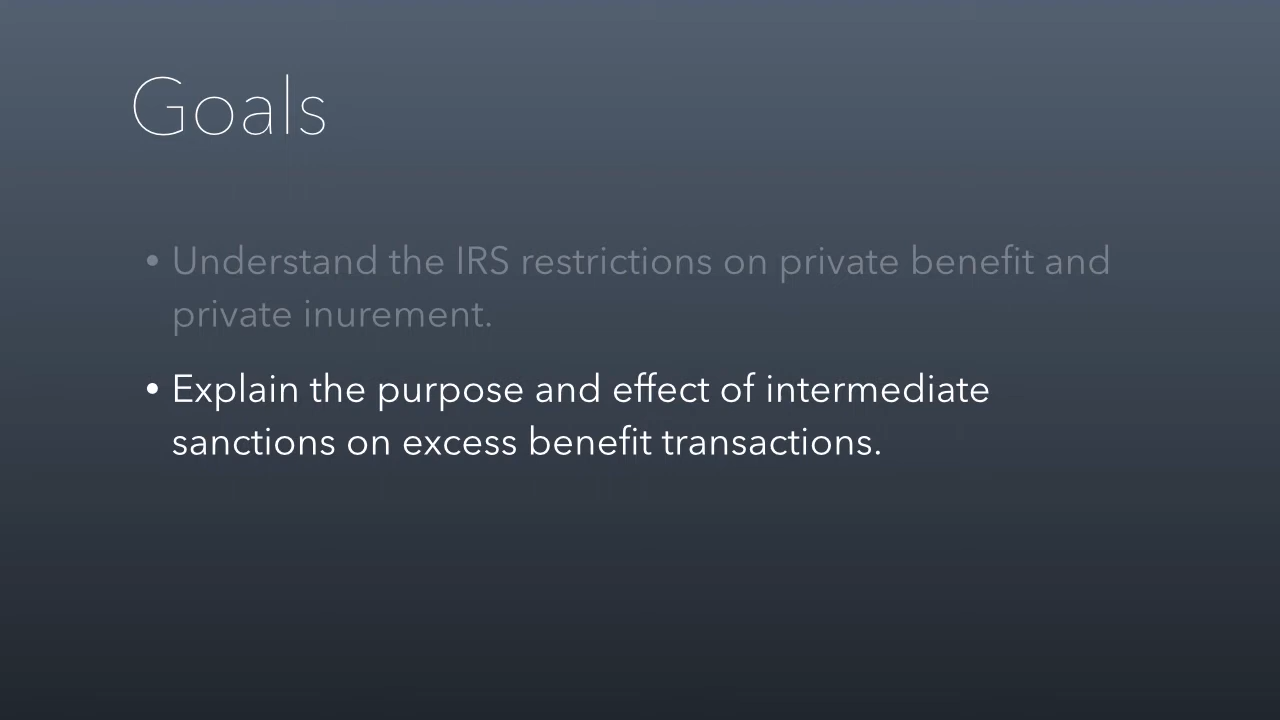 Goals
• Understand the IRS restrictions on private benefit and
private inurement.
• Explain the purpose and effect of intermediate
sanctions on excess benefit transactions.